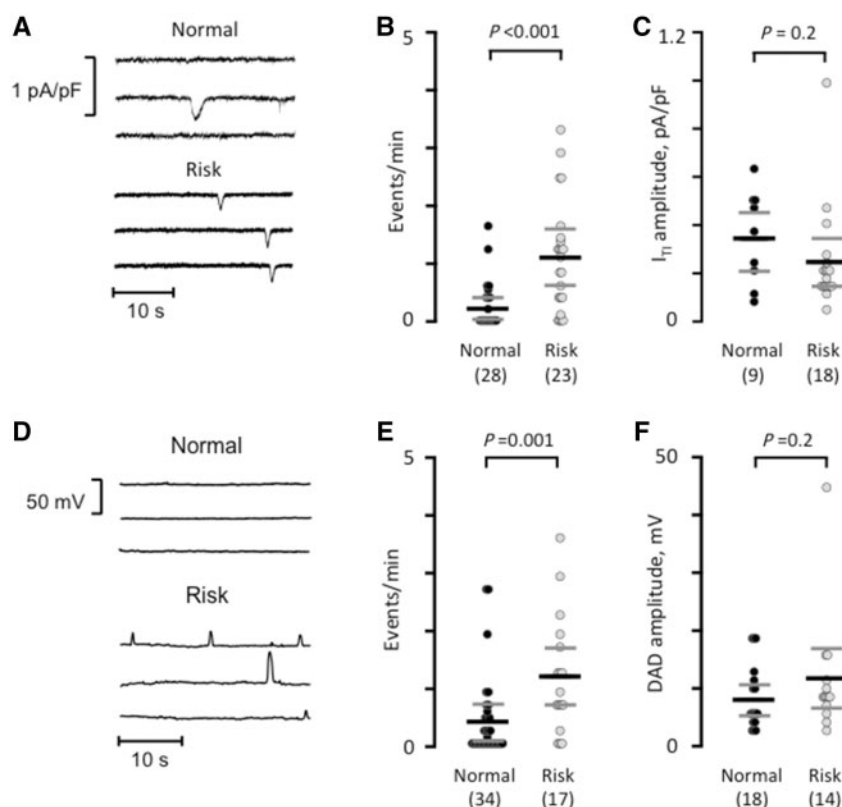 A
Normal
1 pA/pF
Risk
10 s
B
P <0.001
5
Events/min
0
Normal Risk
(28) (23)
C
P = 0.2
1.2
I_TI amplitude, pA/pF
0
Normal Risk
(9) (18)
D
Normal
50 mV
Risk
10 s
E
P =0.001
5
Events/min
0
Normal Risk
(34) (17)
F
P =0.2
50
DAD amplitude, mV
0
Normal Risk
(18) (14)